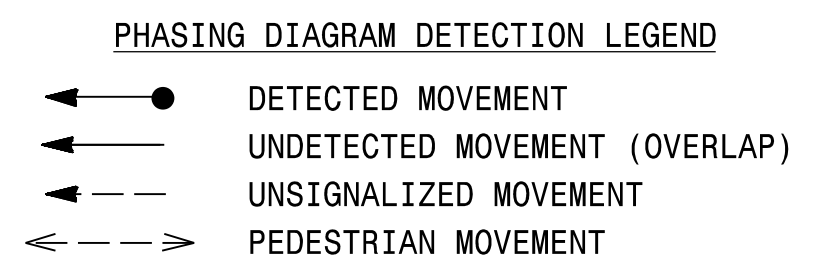 PHASING DIAGRAM DETECTION LEGEND
DETECTED MOVEMENT
UNDETECTED MOVEMENT (OVERLAP)
UNSIGNALIZED MOVEMENT
PEDESTRIAN MOVEMENT